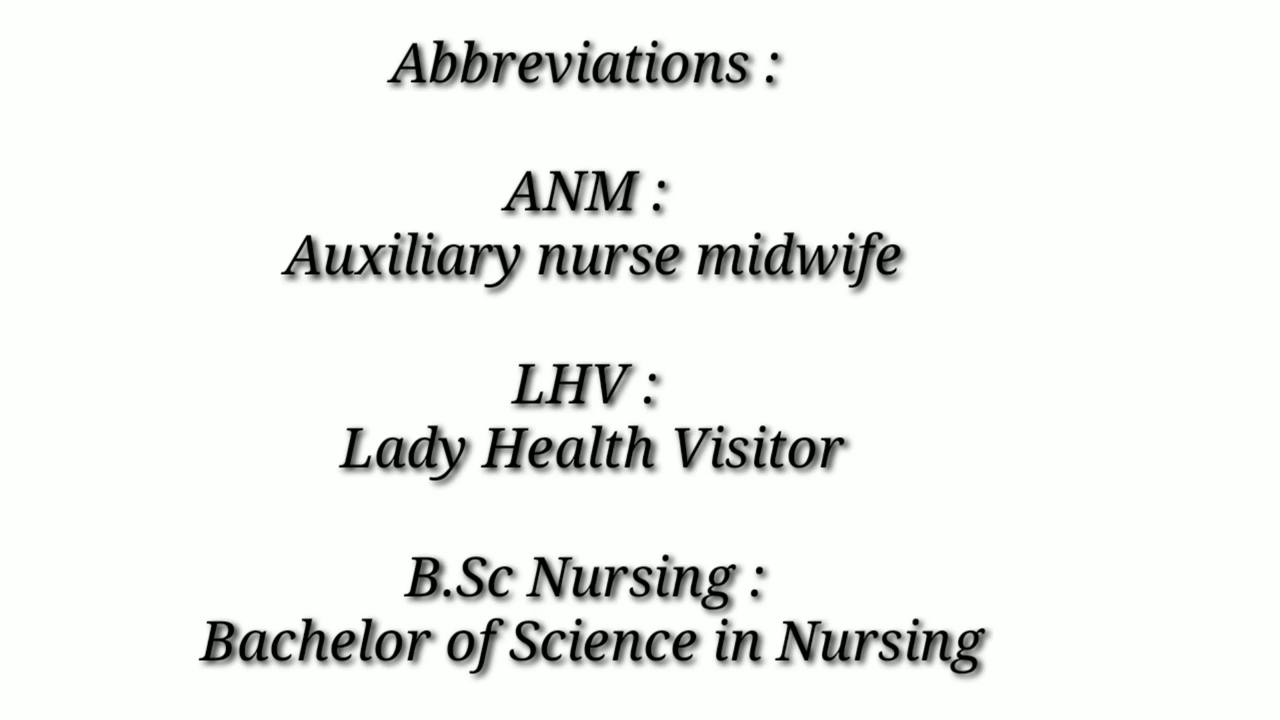 Abbreviations :
ANM :
Auxiliary nurse midwife
LHV :
Lady Health Visitor
B.Sc Nursing :
Bachelor of Science in Nursing